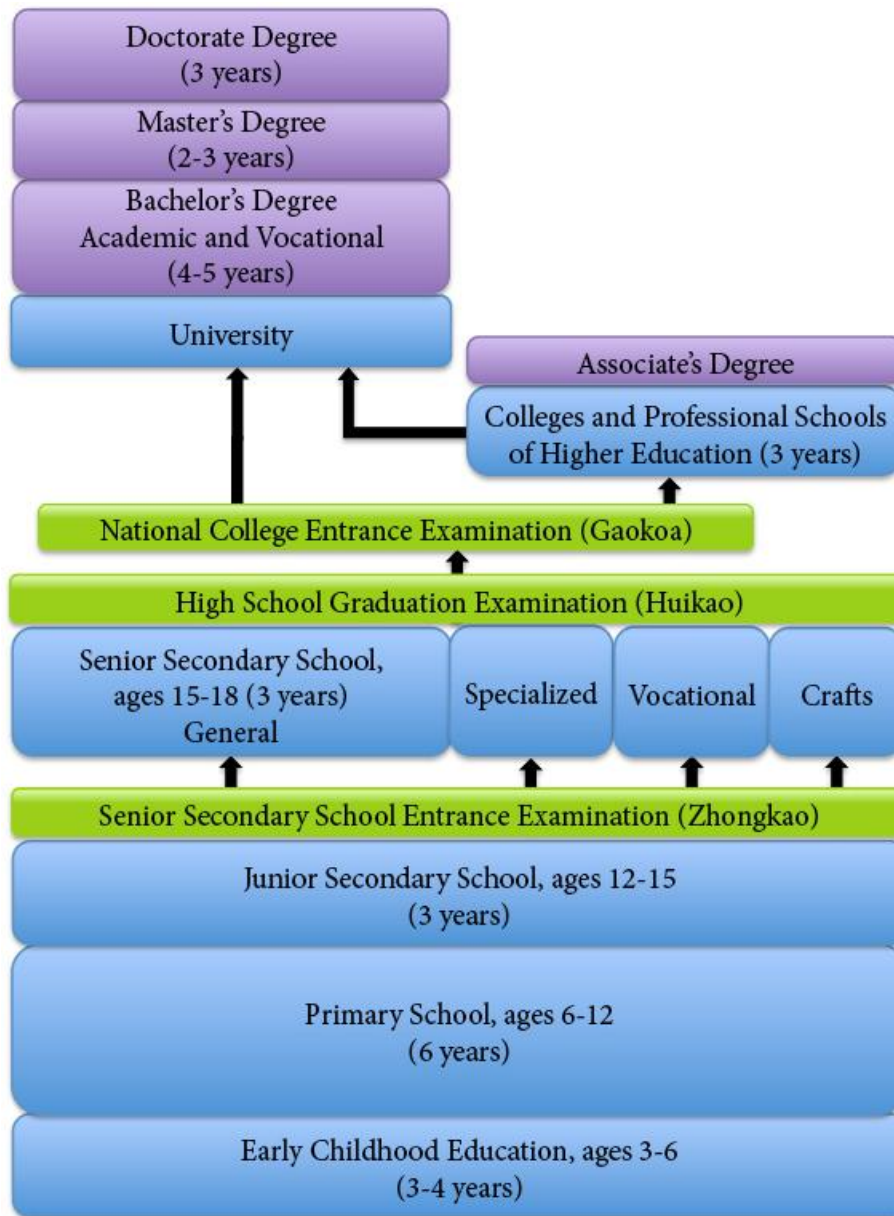 Doctorate Degree
(3 years)
Master's Degree
(2-3 years)
Bachelor's Degree
Academic and Vocational
(4-5 years)
University
Associate's Degree
Colleges and Professional Schools
of Higher Education (3 years)
National College Entrance Examination (Gaokoa)
High School Graduation Examination (Huikao)
Senior Secondary School,
ages 15-18 (3 years)
General
Specialized
Vocational
Crafts
Senior Secondary School Entrance Examination (Zhongkao)
Junior Secondary School, ages 12-15
(3 years)
Primary School, ages 6-12
(6 years)
Early Childhood Education, ages 3-6
(3-4 years)